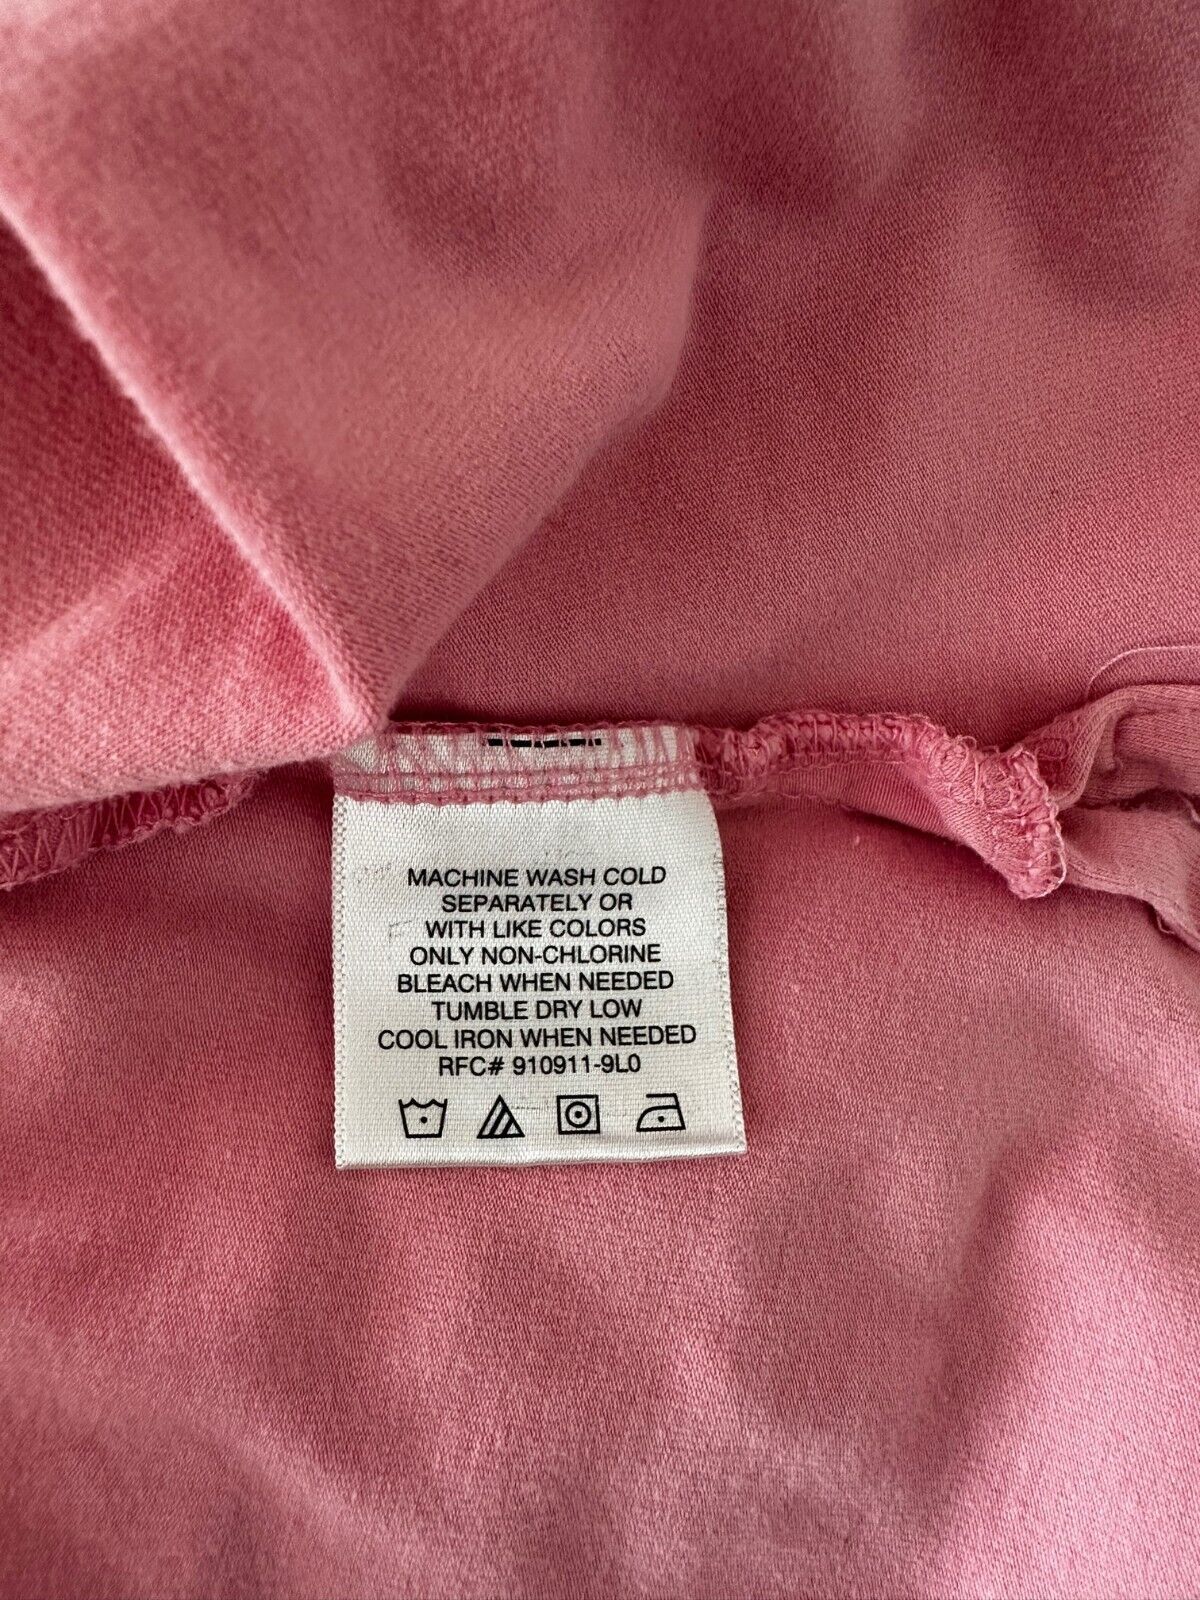 MACHINE WASH COLD
SEPARATELY OR
WITH LIKE COLORS
ONLY NON-CHLORINE
BLEACH WHEN NEEDED
TUMBLE DRY LOW
COOL IRON WHEN NEEDED
RFC# 910911-9L0